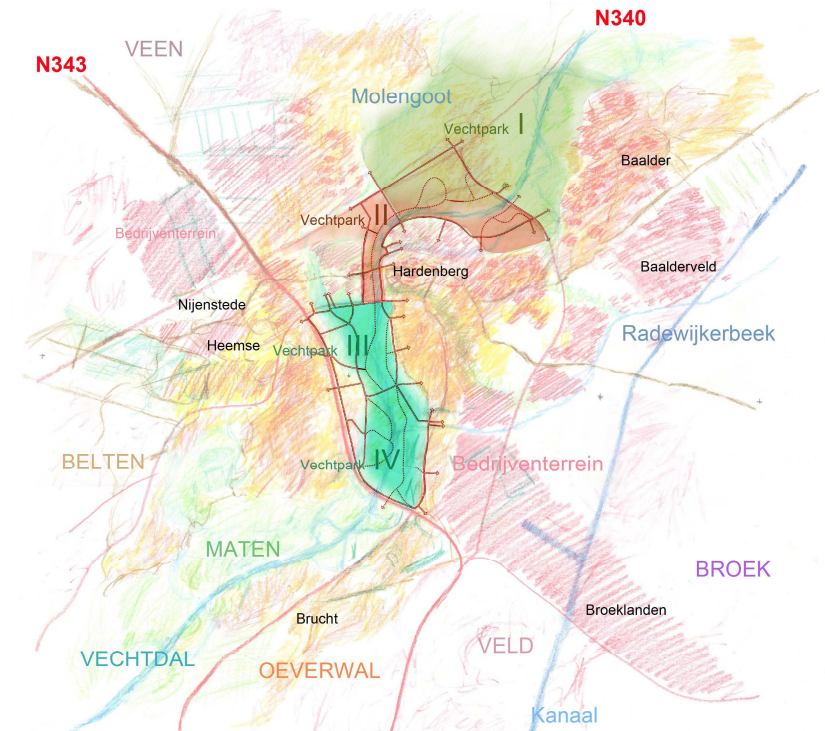 N340
VEEN
N343
Molengoot
Vechtpark I
Baalder
Vechtpark II
Bedrijventerrein
Hardenberg
Baalderveld
Nijenstede
Radewijkerbeek
Heemse
Vechtpark III
BELTEN
Vechtpark IV
Bedrijventerrein
MATEN
BROEK
Broeklanden
Brucht
VELD
VECHTDAL
OEVERWAL
Kanaal